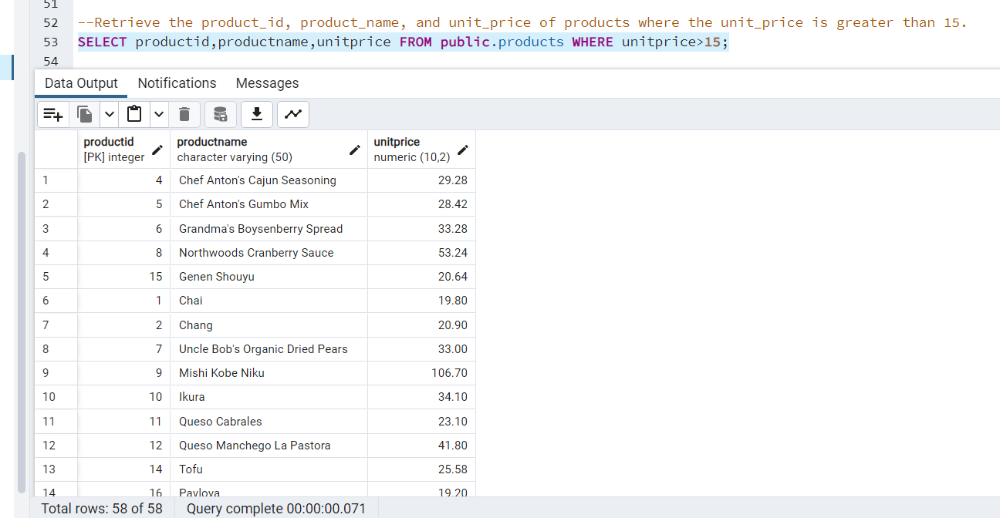 51
52 --Retrieve the product_id, product_name, and unit_price of products where the unit_price is greater than 15.
53 SELECT productid,productname,unitprice FROM public.products WHERE unitprice>15;
54
Data Output Notifications Messages
productid productname unitprice
[PK] integer character varying (50) numeric (10,2)
1 4 Chef Anton's Cajun Seasoning 29.28
2 5 Chef Anton's Gumbo Mix 28.42
3 6 Grandma's Boysenberry Spread 33.28
4 8 Northwoods Cranberry Sauce 53.24
5 15 Genen Shouyu 20.64
6 1 Chai 19.80
7 2 Chang 20.90
8 7 Uncle Bob's Organic Dried Pears 33.00
9 9 Mishi Kobe Niku 106.70
10 10 Ikura 34.10
11 11 Queso Cabrales 23.10
12 12 Queso Manchego La Pastora 41.80
13 14 Tofu 25.58
14 16 Pavlova 19.20
Total rows: 58 of 58 Query complete 00:00:00.071